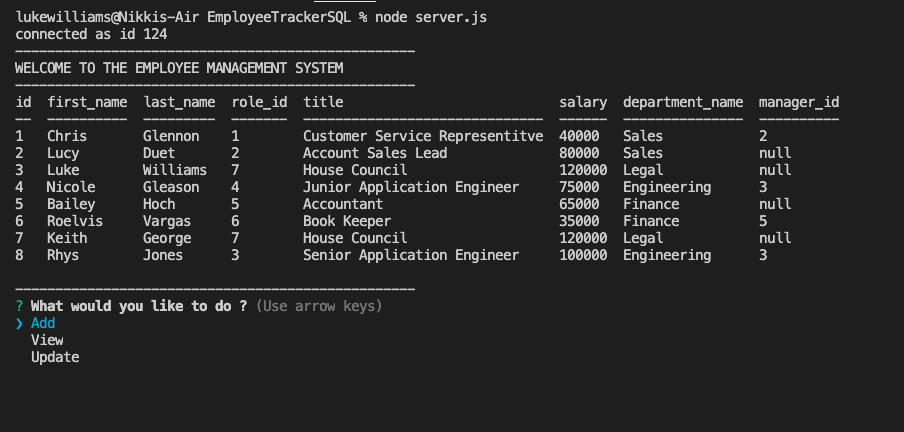 lukewilliams@Nikkis-Air EmployeeTrackerSQL % node server.js
connected as id 124
--------------------------------------------------
WELCOME TO THE EMPLOYEE MANAGEMENT SYSTEM
--------------------------------------------------
id  first_name  last_name  role_id  title                           salary  department_name  manager_id
--  ----------  ---------  -------  ------------------------------  ------  ---------------  ----------
1   Chris       Glennon    1        Customer Service Representitve  40000   Sales            2
2   Lucy        Duet       2        Account Sales Lead              80000   Sales            null
3   Luke        Williams   7        House Council                   120000  Legal            null
4   Nicole      Gleason    4        Junior Application Engineer     75000   Engineering      3
5   Bailey      Hoch       5        Accountant                      65000   Finance          null
6   Roelvis     Vargas     6        Book Keeper                     35000   Finance          5
7   Keith       George     7        House Council                   120000  Legal            null
8   Rhys        Jones      3        Senior Application Engineer     100000  Engineering      3
--------------------------------------------------
? What would you like to do ? (Use arrow keys)
❯ Add
  View
  Update